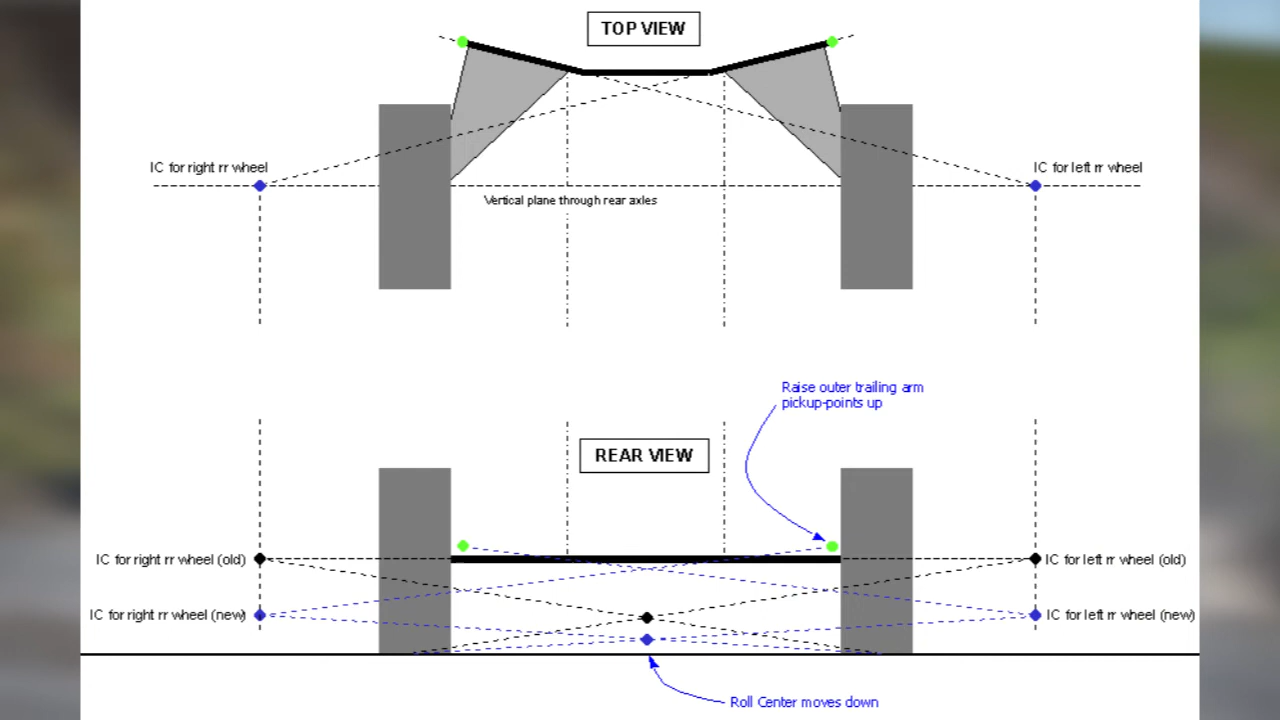 TOP VIEW
IC for right rr wheel
IC for left rr wheel
Vertical plane through rear axles
Raise outer trailing arm
pickup-points up
REAR VIEW
IC for right rr wheel (old)
IC for left rr wheel (old)
IC for right rr wheel (new)
IC for left rr wheel (new)
Roll Center moves down